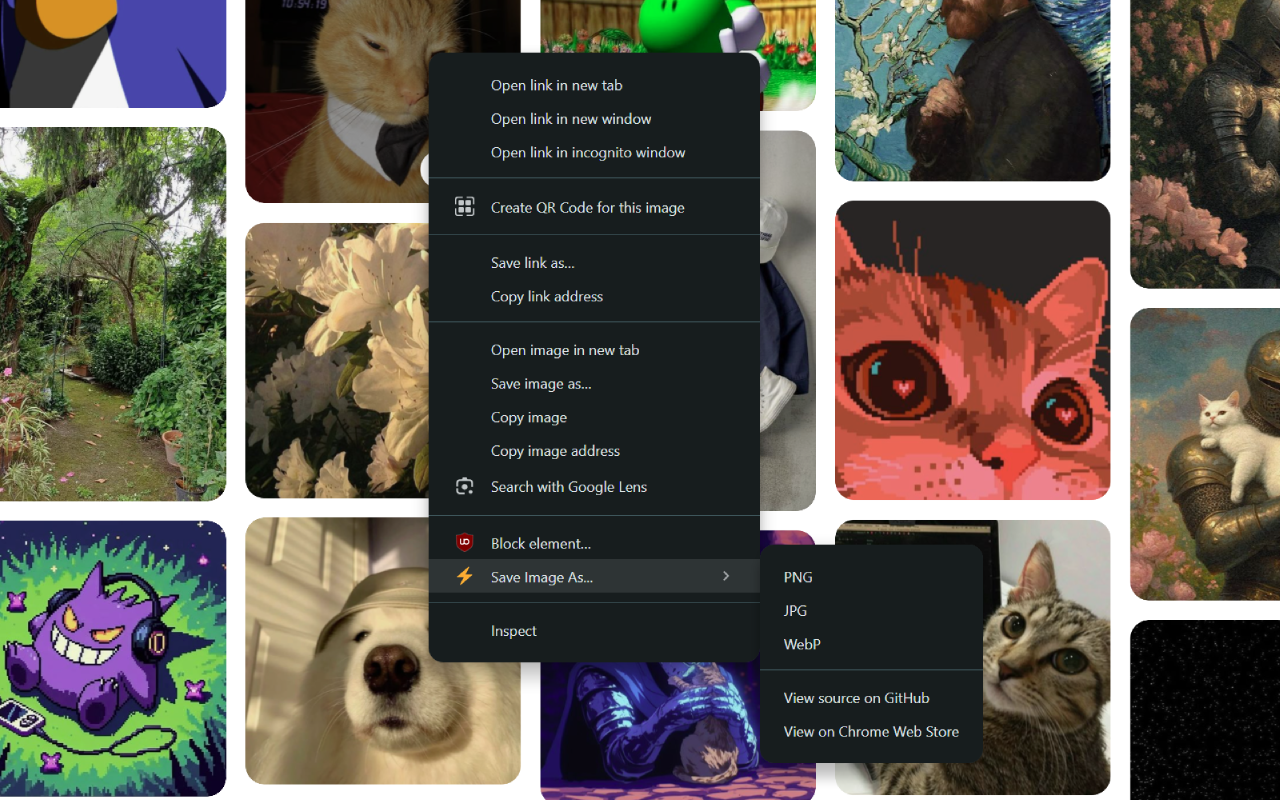 10:54:19
Open link in new tab
Open link in new window
Open link in incognito window
Create QR Code for this image
Save link as...
Copy link address
Open image in new tab
Save image as...
Copy image
Copy image address
Search with Google Lens
Block element...
Save Image As...
Inspect
PNG
JPG
WebP
View source on GitHub
View on Chrome Web Store